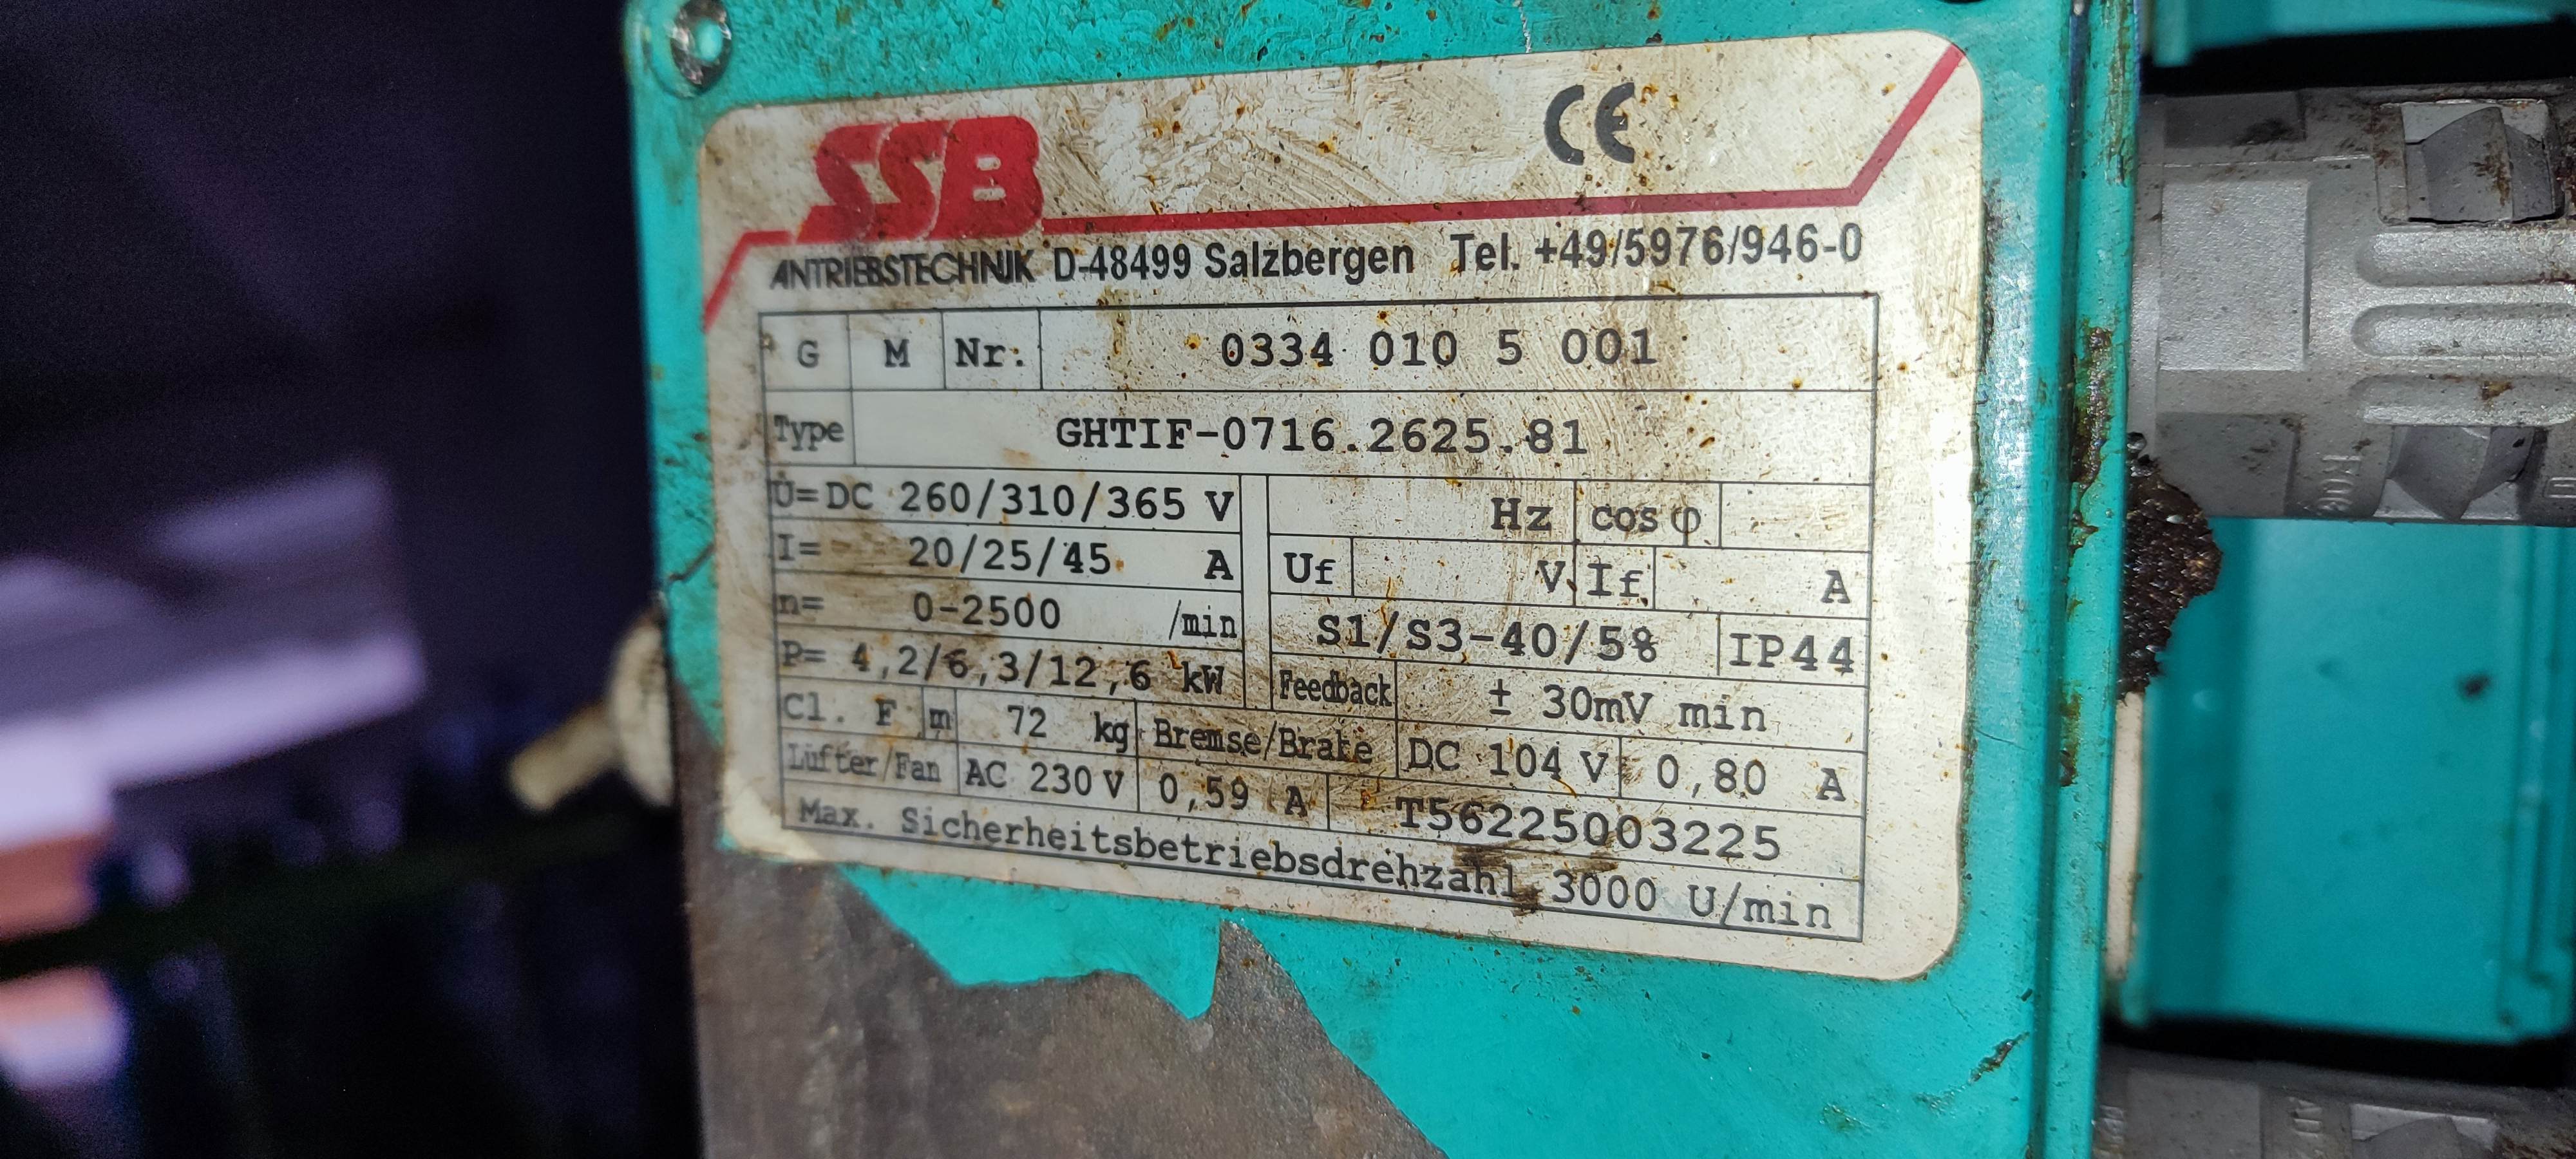 SSB
CE
ANTRIEBSTECHNIK D-48499 Salzbergen Tel. +49/5976/946-0
G M Nr: 0334 010 5 001
Type GHTIF-0716.2625.81
U=DC 260/310/365 V Hz cos φ
I= 20/25/45 A Uf V If A
n= 0-2500 /min S1/S3-40/5% IP44
P= 4,2/6,3/12,6 kW Feedback ± 30mV min
Cl. F m 72 kg Bremse/Brake DC 104 V 0,80 A
Lüfter/Fan AC 230 V 0,59 A T56225003225
Max. Sicherheitsbetriebsdrehzahl 3000 U/min